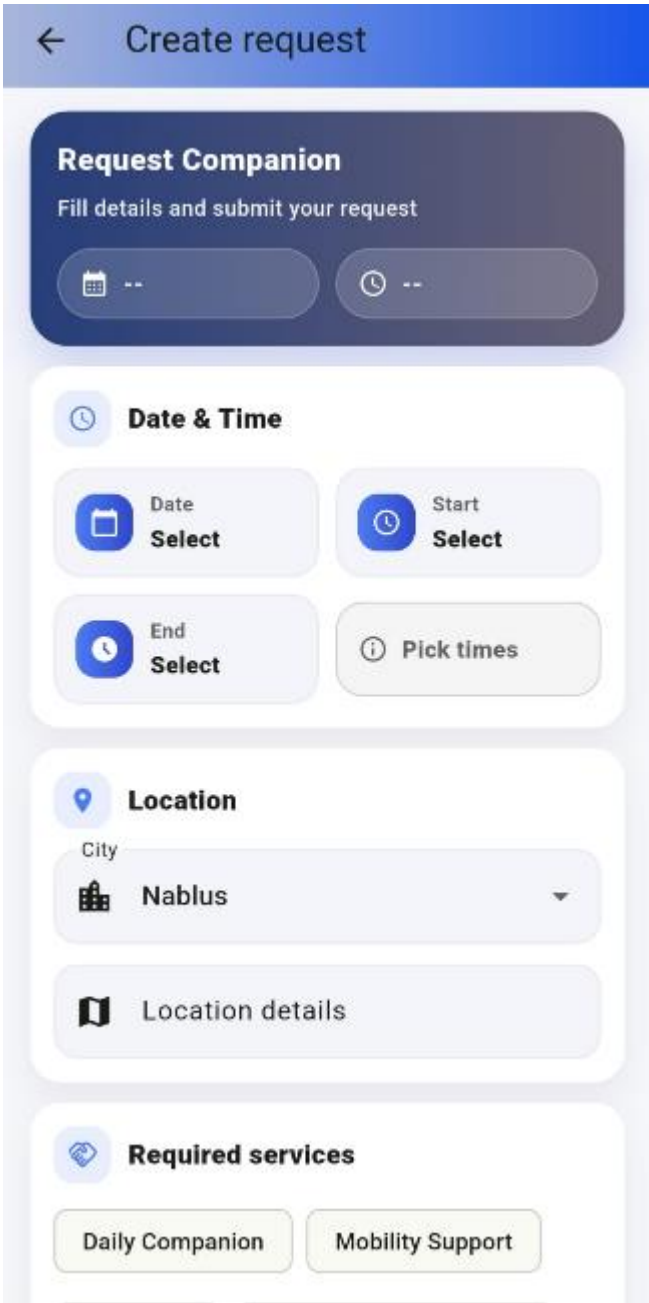 Create request
Request Companion
Fill details and submit your request
--
--
Date & Time
Date
Select
Start
Select
End
Select
Pick times
Location
City
Nablus
Location details
Required services
Daily Companion
Mobility Support